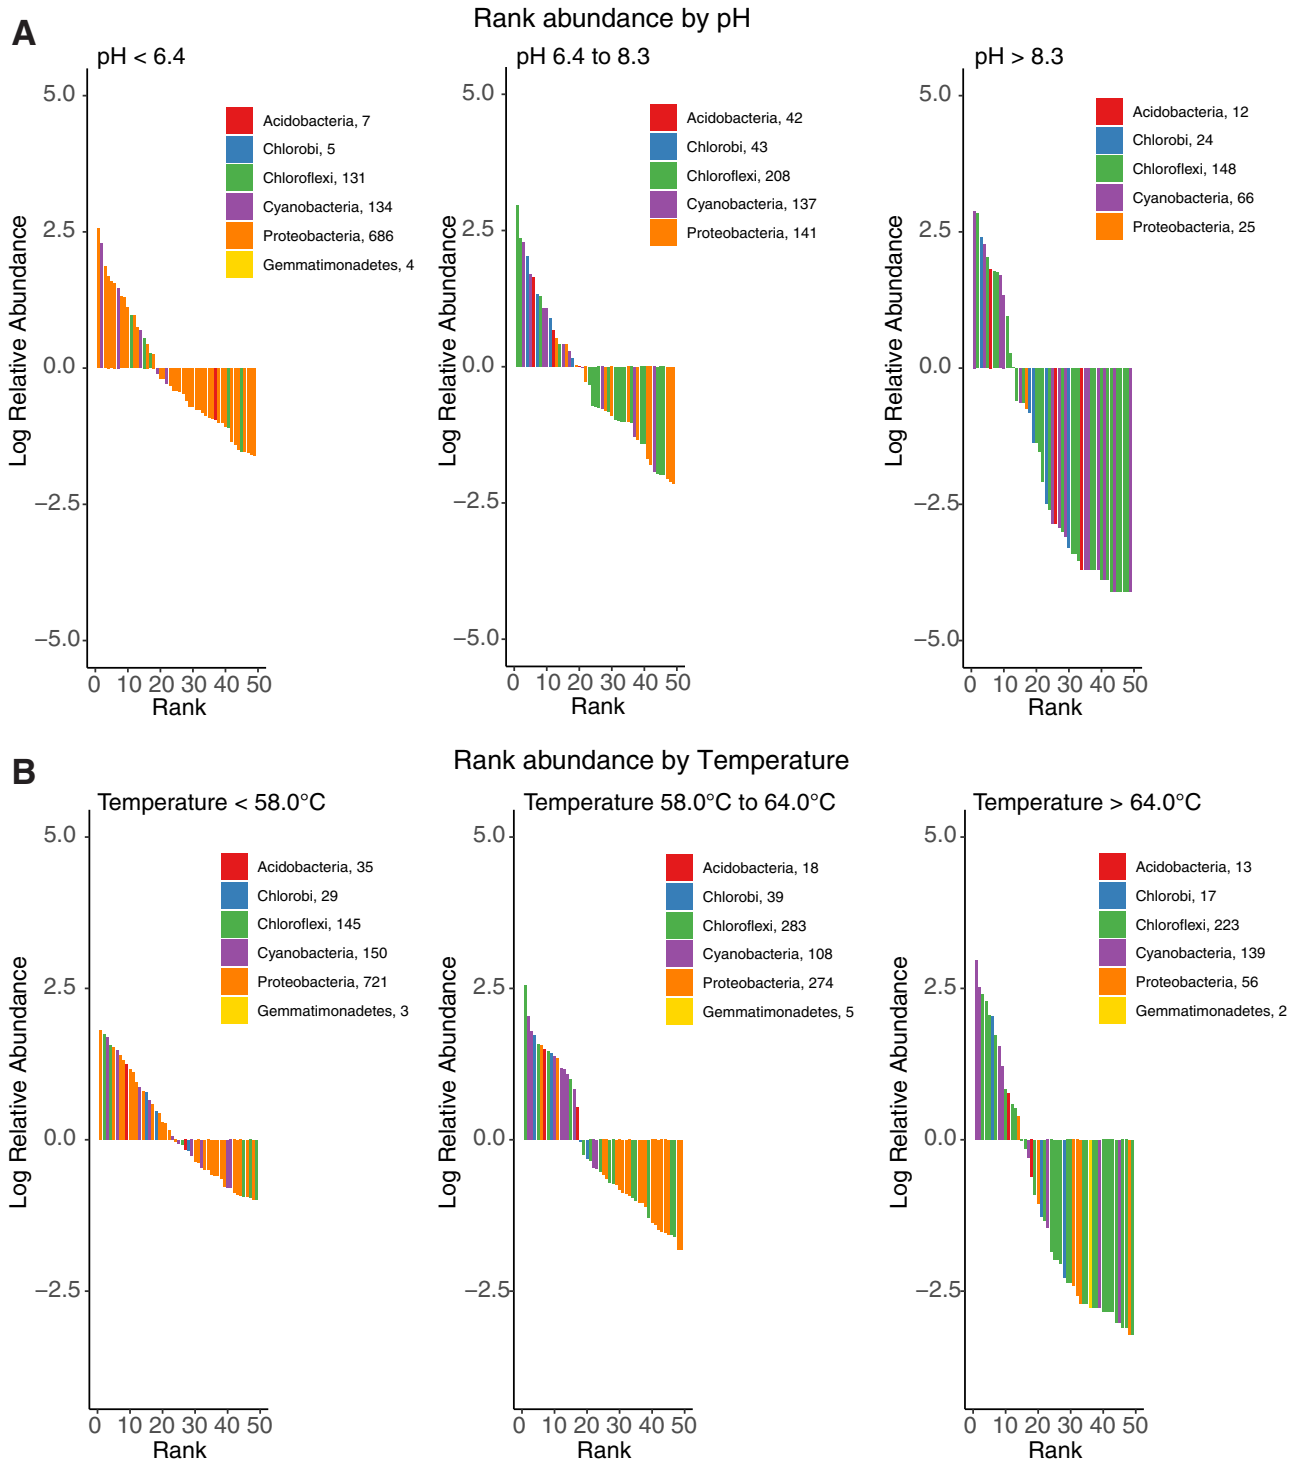 A
Rank abundance by pH
pH < 6.4
pH 6.4 to 8.3
pH > 8.3
Log Relative Abundance
5.0
2.5
0.0
−2.5
−5.0
Acidobacteria, 7
Chlorobi, 5
Chloroflexi, 131
Cyanobacteria, 134
Proteobacteria, 686
Gemmatimonadetes, 4
0 10 20 30 40 50
Rank
Log Relative Abundance
5.0
2.5
0.0
−2.5
−5.0
Acidobacteria, 42
Chlorobi, 43
Chloroflexi, 208
Cyanobacteria, 137
Proteobacteria, 141
0 10 20 30 40 50
Rank
Log Relative Abundance
5.0
2.5
0.0
−2.5
−5.0
Acidobacteria, 12
Chlorobi, 24
Chloroflexi, 148
Cyanobacteria, 66
Proteobacteria, 25
0 10 20 30 40 50
Rank
B
Rank abundance by Temperature
Temperature < 58.0°C
Temperature 58.0°C to 64.0°C
Temperature > 64.0°C
Log Relative Abundance
5.0
2.5
0.0
−2.5
Acidobacteria, 35
Chlorobi, 29
Chloroflexi, 145
Cyanobacteria, 150
Proteobacteria, 721
Gemmatimonadetes, 3
0 10 20 30 40 50
Rank
Log Relative Abundance
5.0
2.5
0.0
−2.5
Acidobacteria, 18
Chlorobi, 39
Chloroflexi, 283
Cyanobacteria, 108
Proteobacteria, 274
Gemmatimonadetes, 5
0 10 20 30 40 50
Rank
Log Relative Abundance
5.0
2.5
0.0
−2.5
Acidobacteria, 13
Chlorobi, 17
Chloroflexi, 223
Cyanobacteria, 139
Proteobacteria, 56
Gemmatimonadetes, 2
0 10 20 30 40 50
Rank